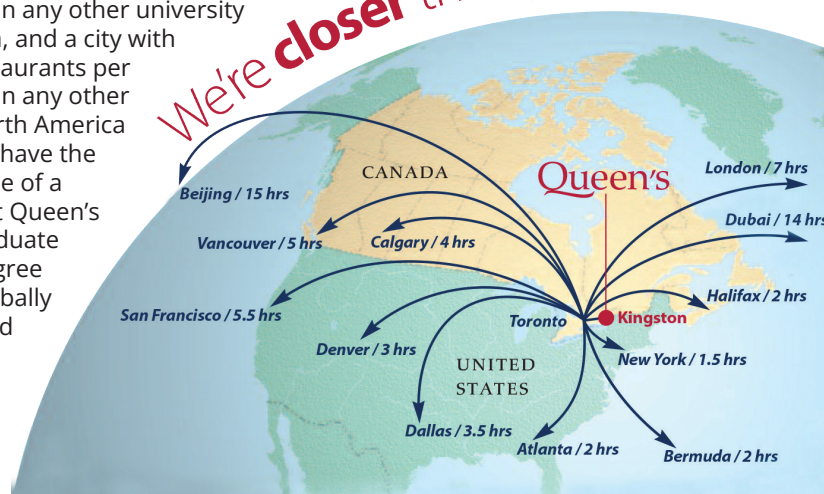 n any other university
, and a city with
aurants per
n any other
rth America
have the
e of a
t Queen's
duate
gree
bally
d
We're closer
CANADA
Queen's
London / 7 hrs
Beijing / 15 hrs
Dubai / 14 hrs
Vancouver / 5 hrs
Calgary / 4 hrs
Halifax / 2 hrs
San Francisco / 5.5 hrs
Toronto
Kingston
Denver / 3 hrs
New York / 1.5 hrs
UNITED
STATES
Dallas / 3.5 hrs
Atlanta / 2 hrs
Bermuda / 2 hrs